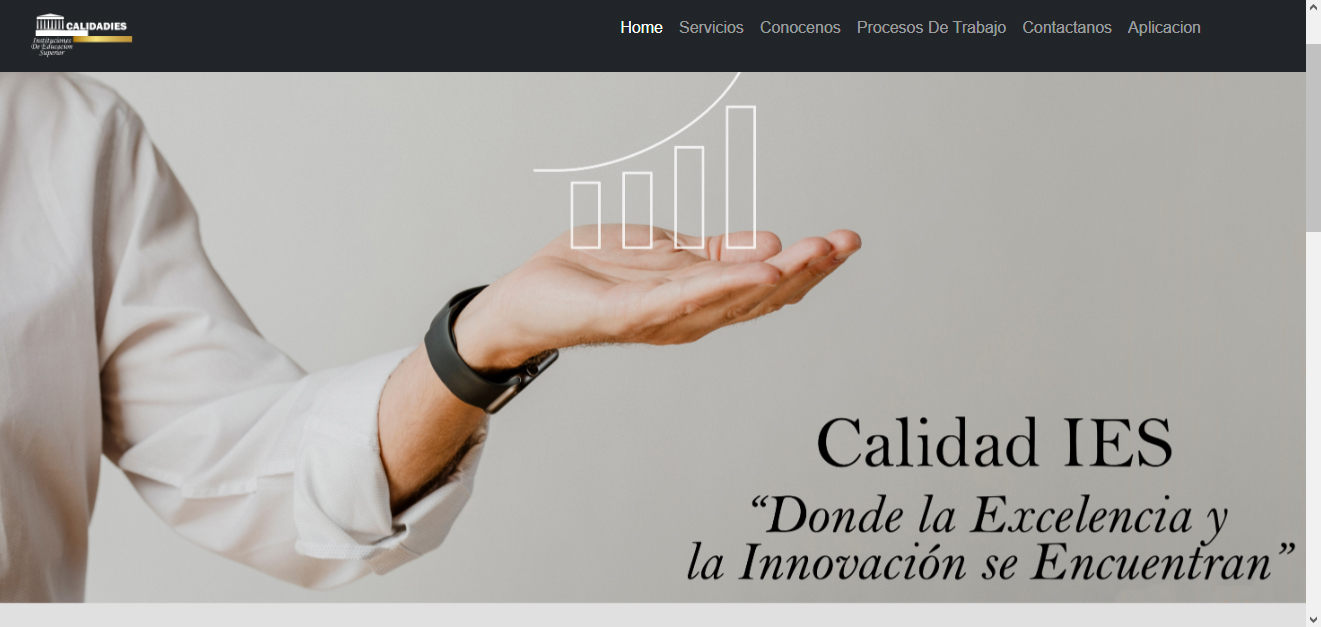 CALIDADIES
Instituciones
De Educacion
Superior
Home Servicios Conocenos Procesos De Trabajo Contactanos Aplicacion
Calidad IES
“Donde la Excelencia y
la Innovación se Encuentran”